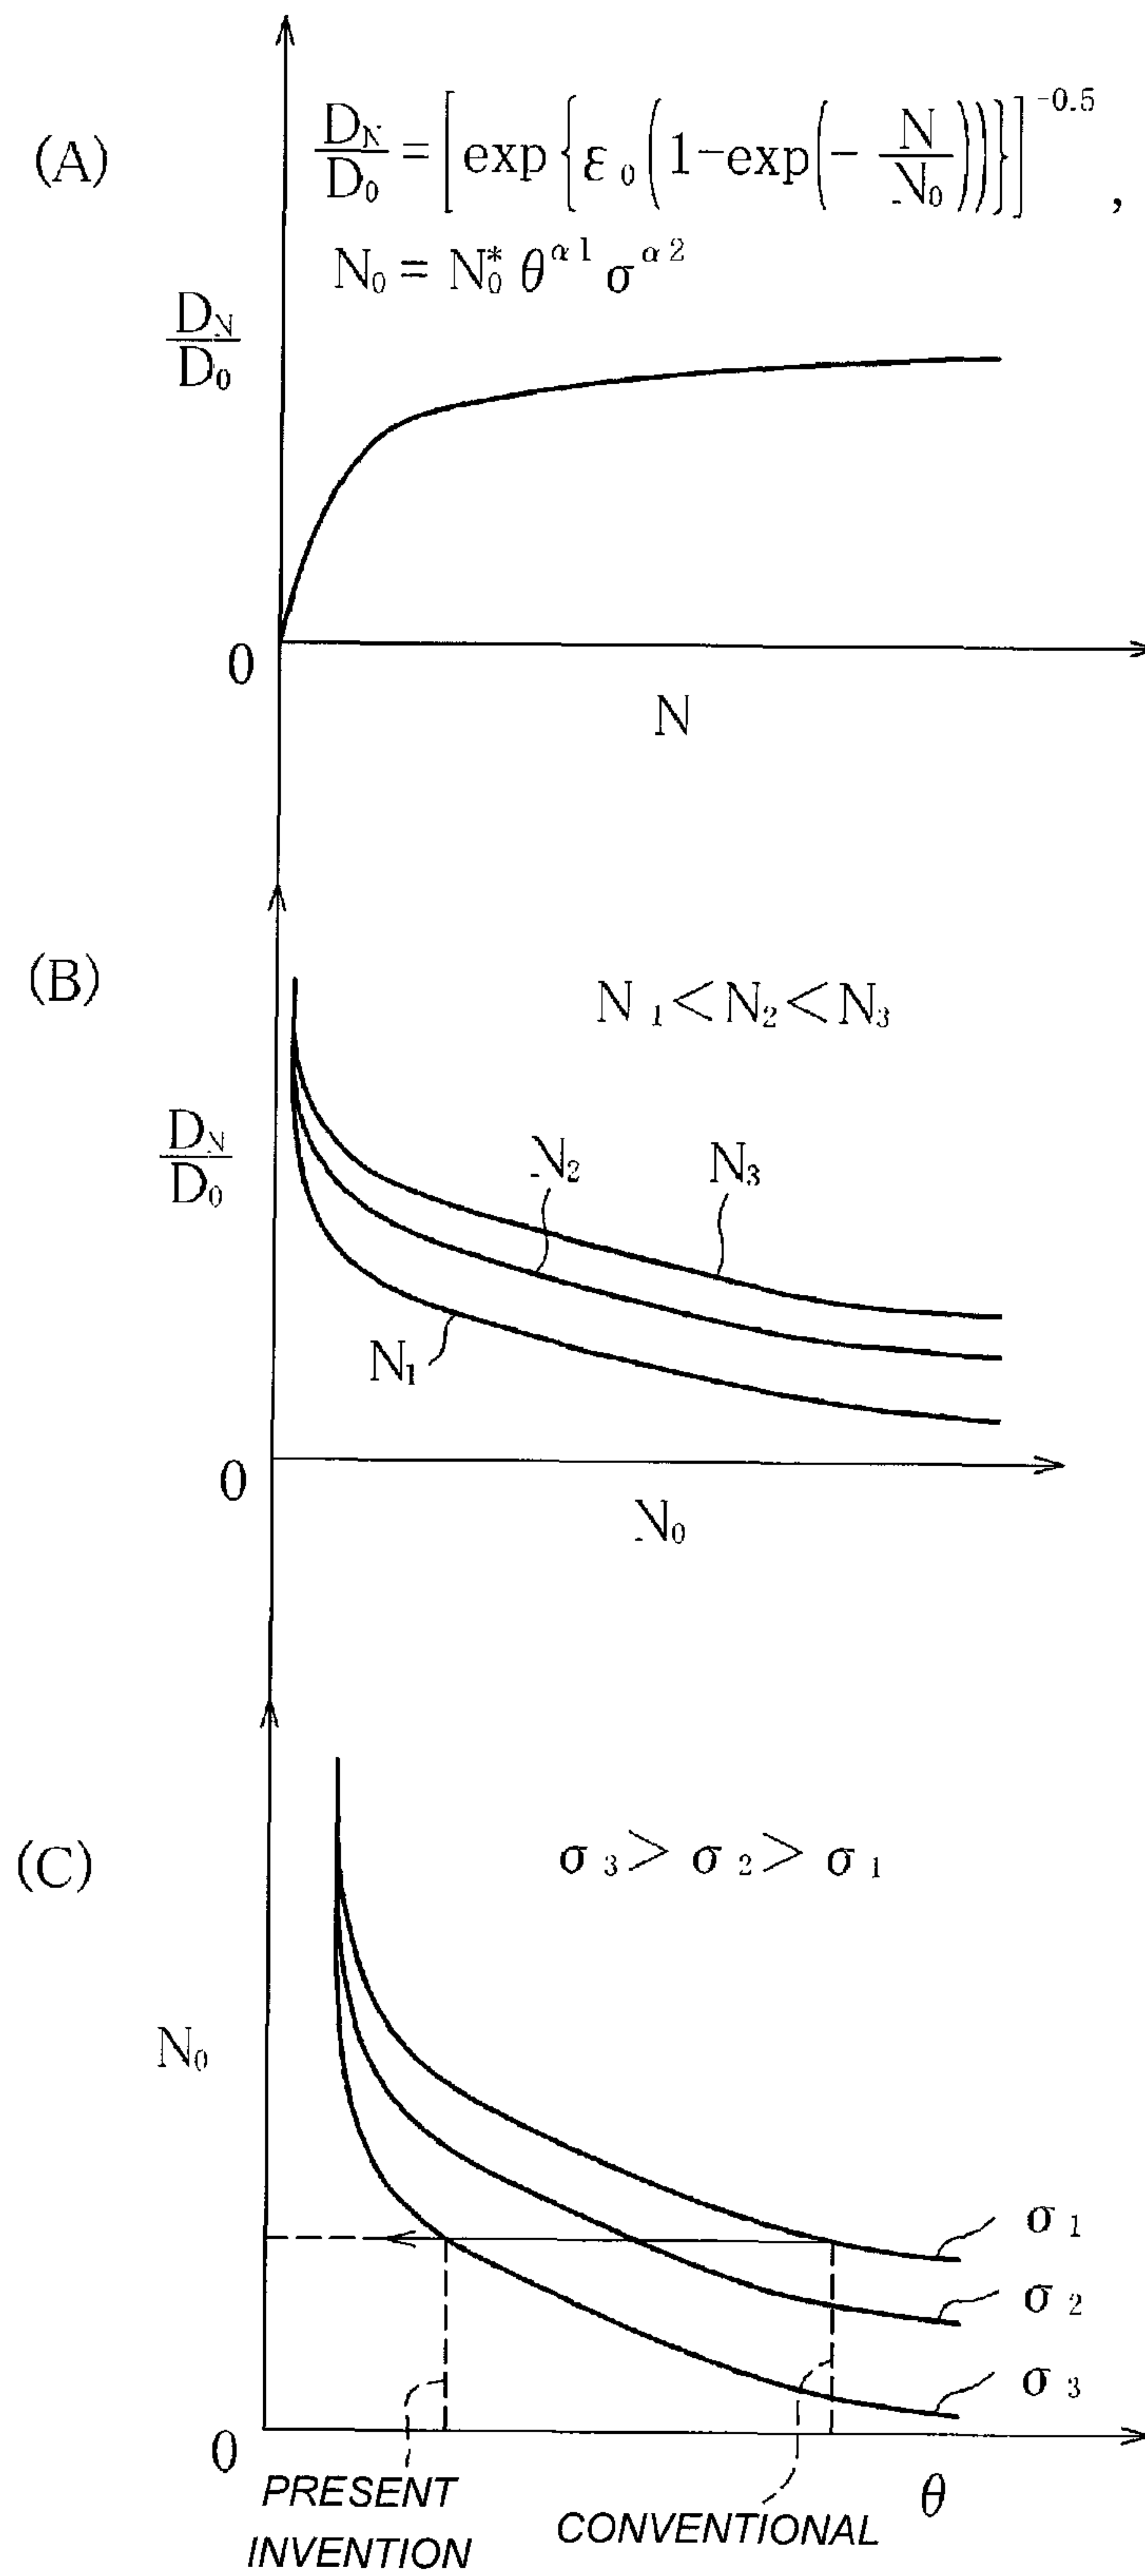 (A)
D_N/D_0 = [exp{ε_0(1-exp(-N/N_0))}]^-0.5 ,
N_0 = N_0^* θ^α1 σ^α2
D_N/D_0
0
N
(B)
N_1 < N_2 < N_3
D_N/D_0
N_2
N_3
N_1
0
N_0
(C)
σ_3 > σ_2 > σ_1
N_0
σ_1
σ_2
σ_3
0
θ
PRESENT
INVENTION
CONVENTIONAL